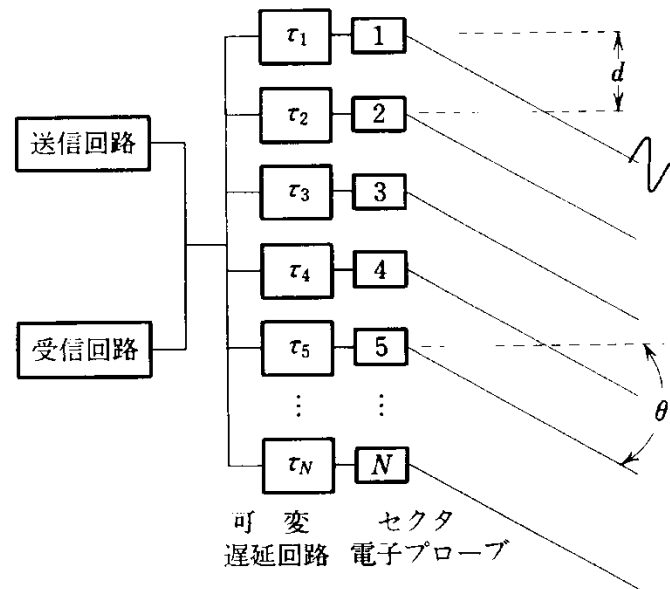 τ1 1
d
τ2 2
送信回路
τ3 3
τ4 4
受信回路
τ5 5
θ
⋮ ⋮
τN N
可 変 セクタ
遅延回路 電子プローブ